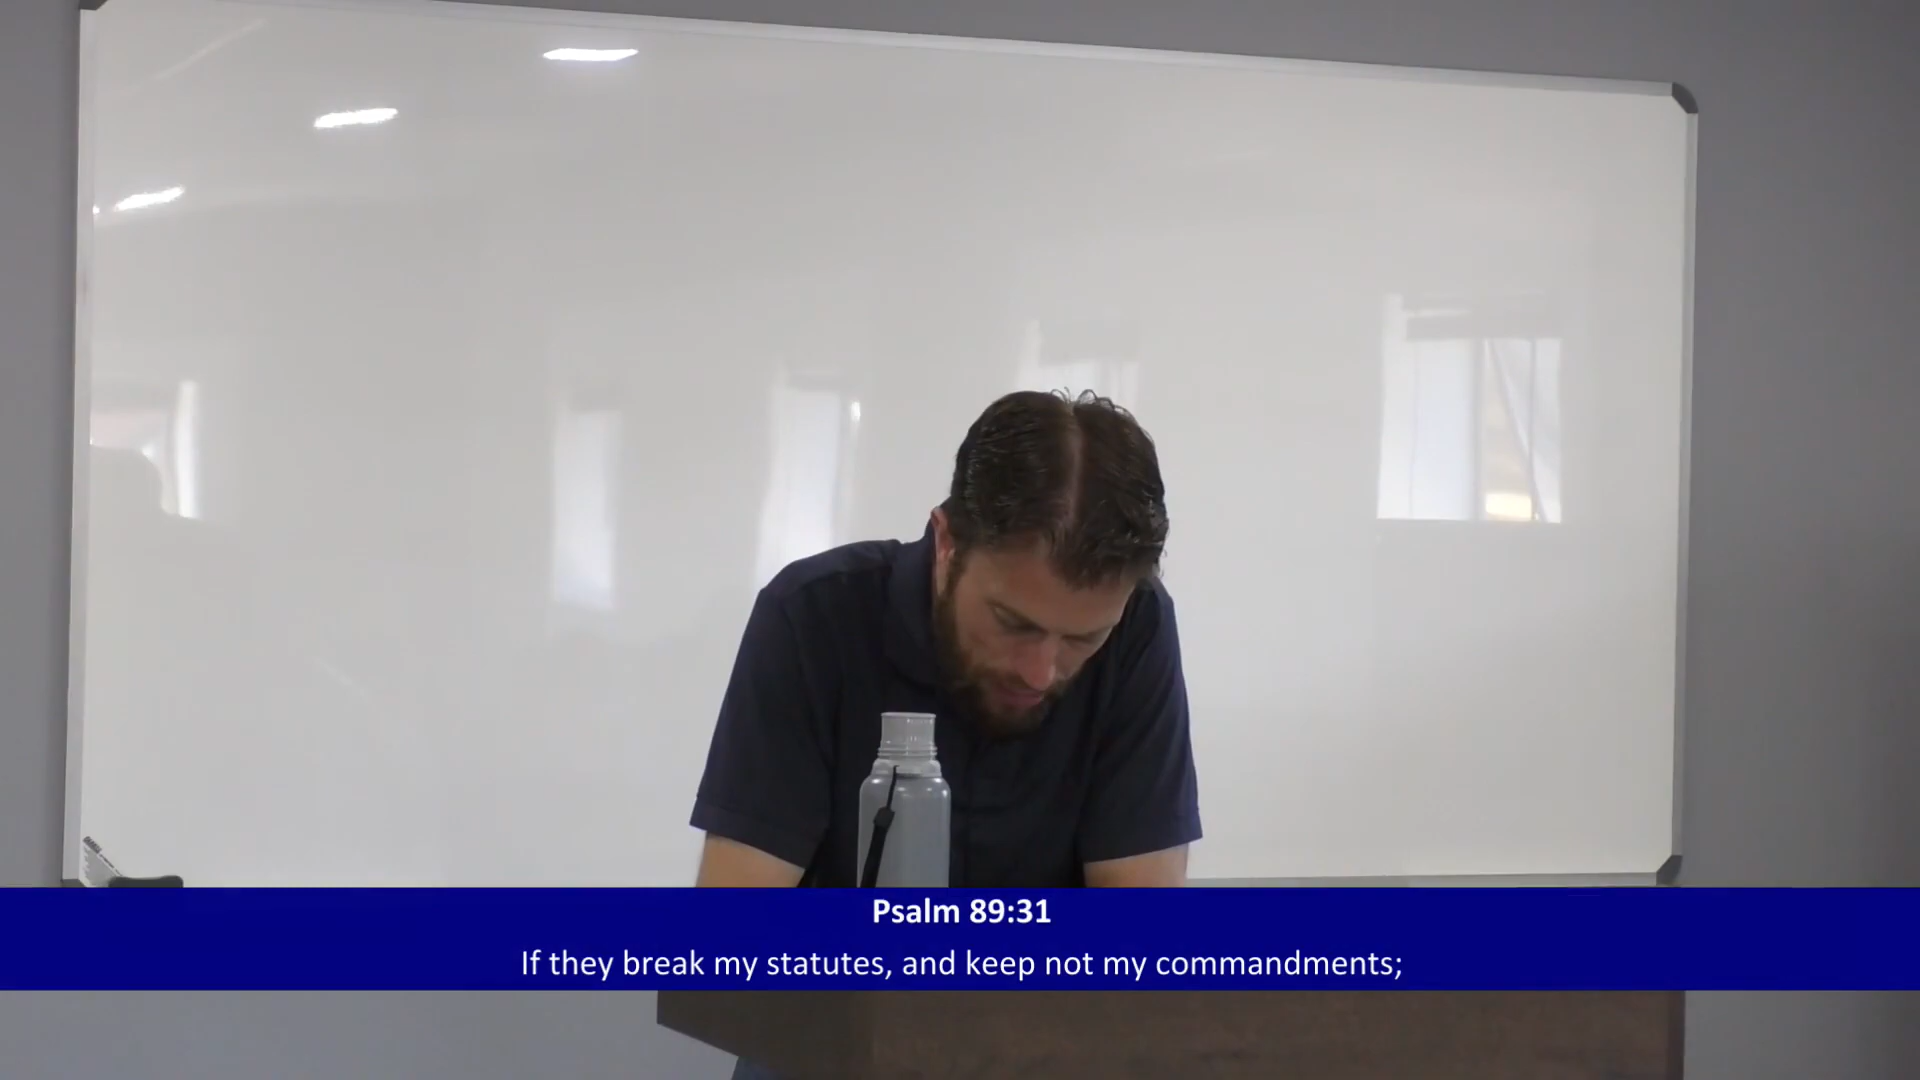 Psalm 89:31
If they break my statutes, and keep not my commandments;